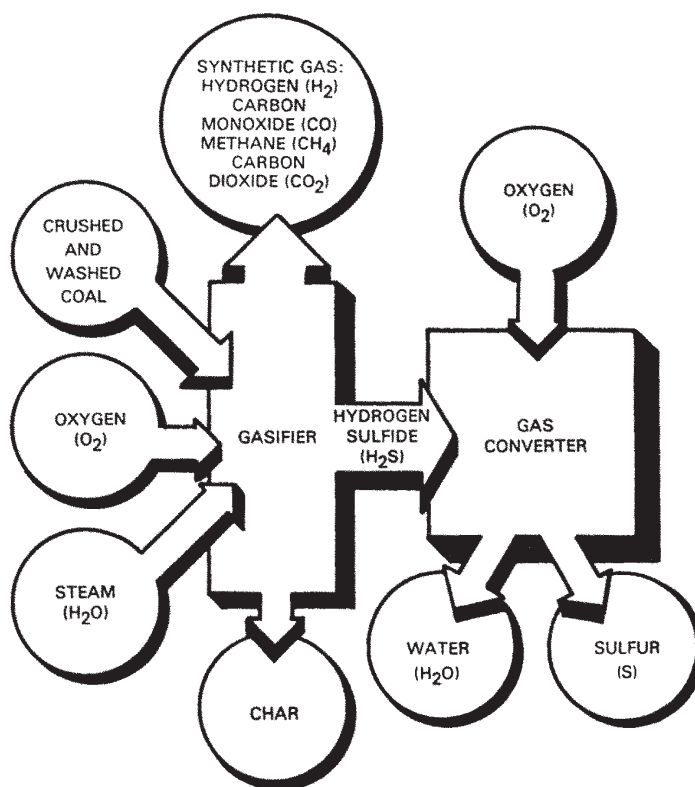 SYNTHETIC GAS:
HYDROGEN (H₂)
CARBON
MONOXIDE (CO)
METHANE (CH₄)
CARBON
DIOXIDE (CO₂)
OXYGEN
(O₂)
CRUSHED
AND
WASHED
COAL
OXYGEN
(O₂)
GASIFIER
HYDROGEN
SULFIDE
(H₂S)
GAS
CONVERTER
STEAM
(H₂O)
WATER
(H₂O)
SULFUR
(S)
CHAR